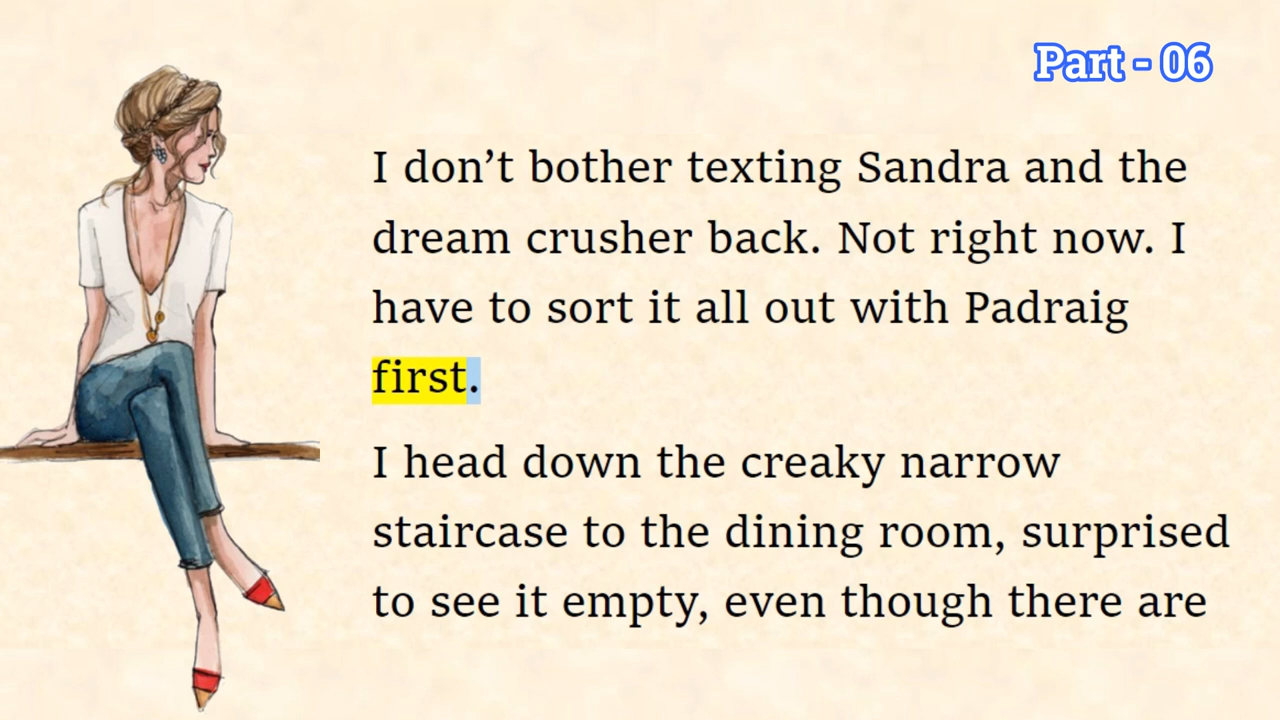 Part - 06
I don’t bother texting Sandra and the
dream crusher back. Not right now. I
have to sort it all out with Padraig
first.
I head down the creaky narrow
staircase to the dining room, surprised
to see it empty, even though there are